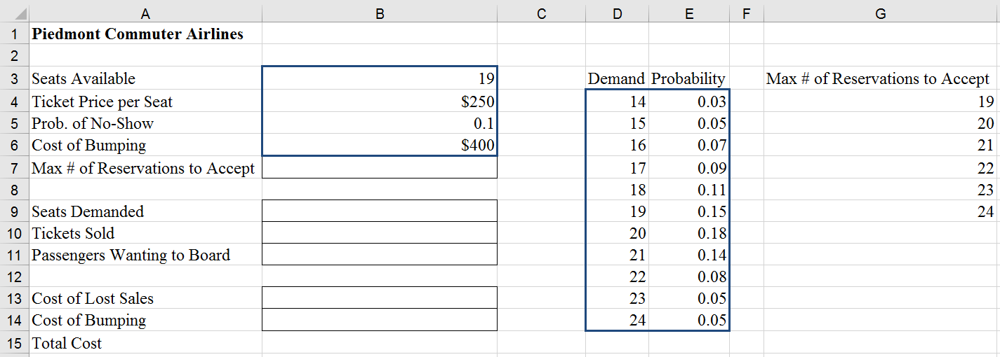 A B C D E F G
1 Piedmont Commuter Airlines
2
3 Seats Available 19 Demand Probability Max # of Reservations to Accept
4 Ticket Price per Seat $250 14 0.03 19
5 Prob. of No-Show 0.1 15 0.05 20
6 Cost of Bumping $400 16 0.07 21
7 Max # of Reservations to Accept 17 0.09 22
8 18 0.11 23
9 Seats Demanded 19 0.15 24
10 Tickets Sold 20 0.18
11 Passengers Wanting to Board 21 0.14
12 22 0.08
13 Cost of Lost Sales 23 0.05
14 Cost of Bumping 24 0.05
15 Total Cost